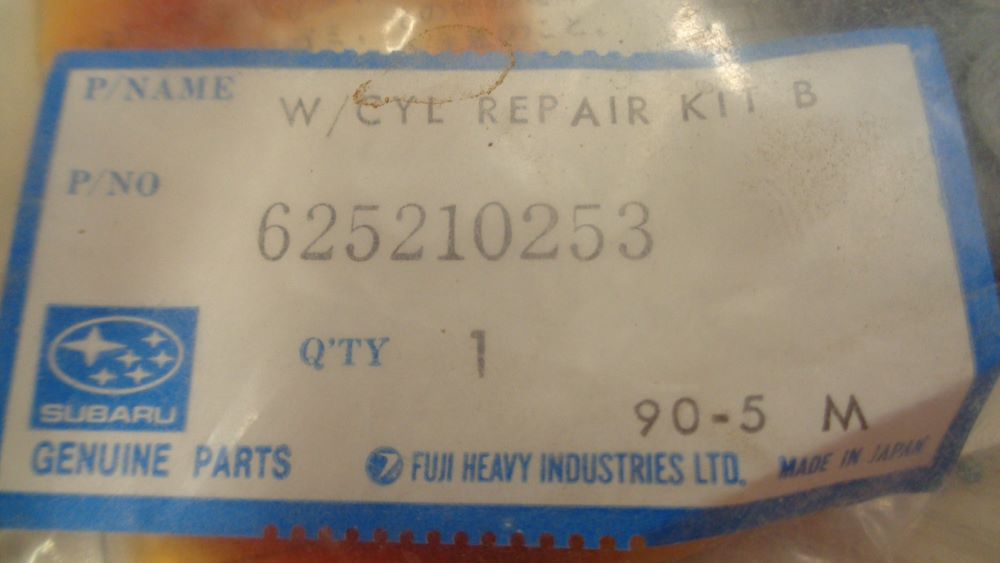 P/NAME W/CYL REPAIR KIT B
P/NO
625210253
Q'TY 1
90-5 M
SUBARU
GENUINE PARTS FUJI HEAVY INDUSTRIES LTD. MADE IN JAPAN